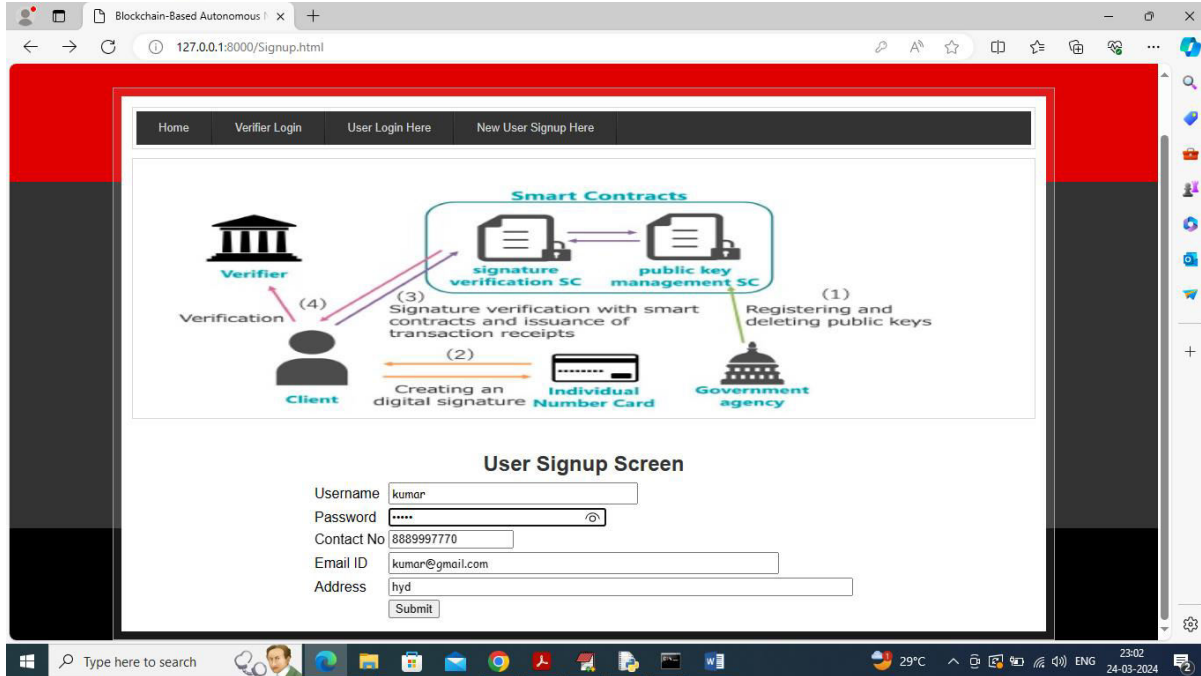 Blockchain-Based Autonomous
127.0.0.1:8000/Signup.html
Home Verifier Login User Login Here New User Signup Here
Smart Contracts
signature
verification SC
public key
management SC
Verifier
(4)
Verification
(3)
Signature verification with smart
contracts and issuance of
transaction receipts
(1)
Registering and
deleting public keys
(2)
Creating an
digital signature
Individual
Number Card
Government
agency
Client
User Signup Screen
Username kumar
Password •••••
Contact No 8889997770
Email ID kumar@gmail.com
Address hyd
Submit
Type here to search
29°C ENG 23:02
24-03-2024
2